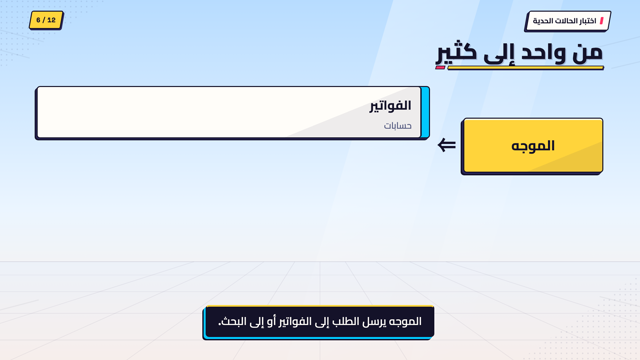 اختبار الحالات الحدية
6 / 12
من واحد إلى كثير
الموجه
⇐
الفواتير
حسابات
الموجه يرسل الطلب إلى الفواتير أو إلى البحث.